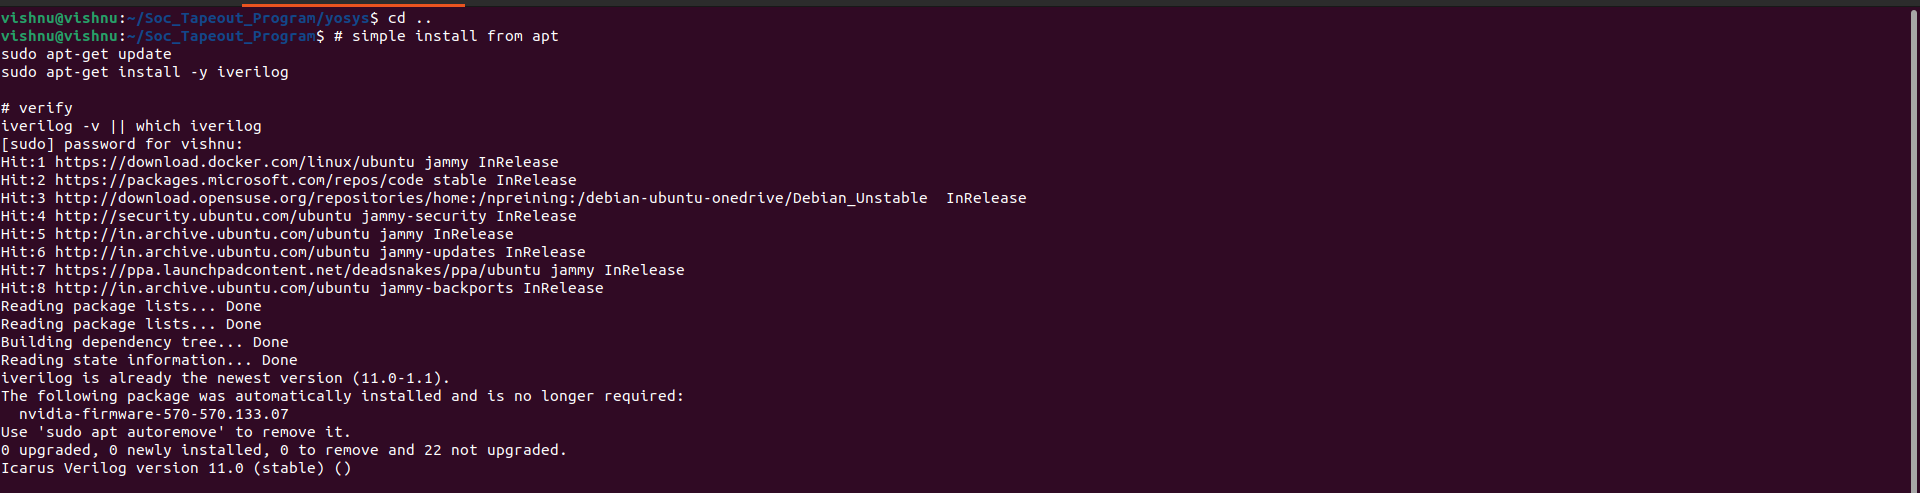 vishnu@vishnu:~/Soc_Tapeout_Program/yosys$ cd ..
vishnu@vishnu:~/Soc_Tapeout_Program$ # simple install from apt
sudo apt-get update
sudo apt-get install -y iverilog

# verify
iverilog -v || which iverilog
[sudo] password for vishnu:
Hit:1 https://download.docker.com/linux/ubuntu jammy InRelease
Hit:2 https://packages.microsoft.com/repos/code stable InRelease
Hit:3 http://download.opensuse.org/repositories/home:/npreining:/debian-ubuntu-onedrive/Debian_Unstable  InRelease
Hit:4 http://security.ubuntu.com/ubuntu jammy-security InRelease
Hit:5 http://in.archive.ubuntu.com/ubuntu jammy InRelease
Hit:6 http://in.archive.ubuntu.com/ubuntu jammy-updates InRelease
Hit:7 https://ppa.launchpadcontent.net/deadsnakes/ppa/ubuntu jammy InRelease
Hit:8 http://in.archive.ubuntu.com/ubuntu jammy-backports InRelease
Reading package lists... Done
Reading package lists... Done
Building dependency tree... Done
Reading state information... Done
iverilog is already the newest version (11.0-1.1).
The following package was automatically installed and is no longer required:
  nvidia-firmware-570-570.133.07
Use 'sudo apt autoremove' to remove it.
0 upgraded, 0 newly installed, 0 to remove and 22 not upgraded.
Icarus Verilog version 11.0 (stable) ()